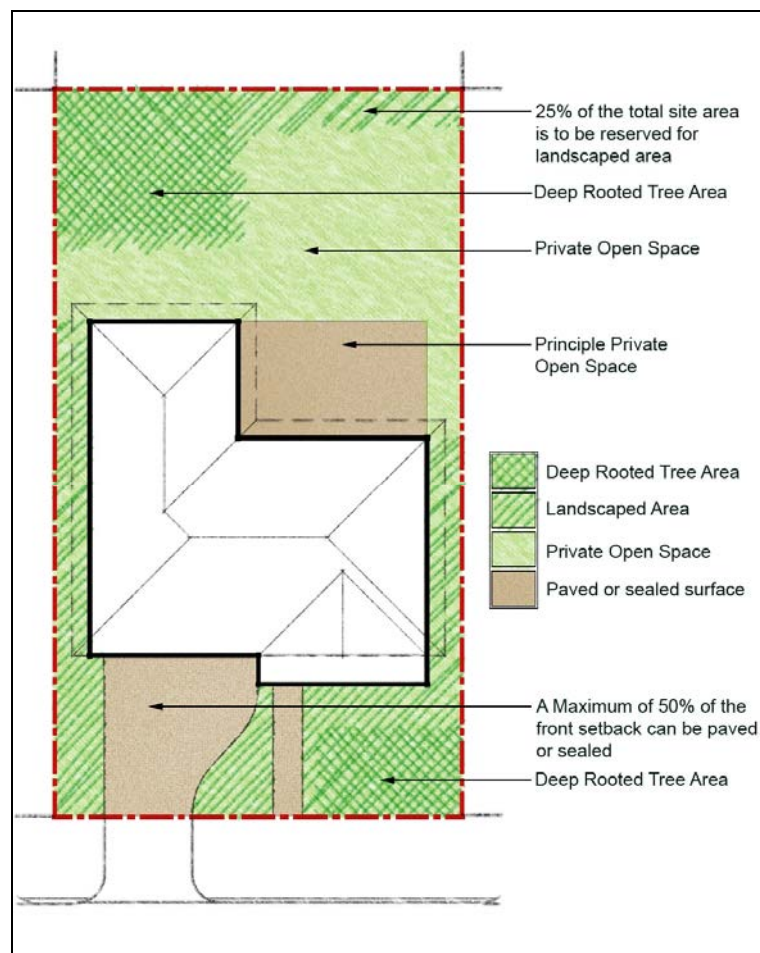 25% of the total site area
is to be reserved for
landscaped area
Deep Rooted Tree Area
Private Open Space
Principle Private
Open Space
Deep Rooted Tree Area
Landscaped Area
Private Open Space
Paved or sealed surface
A Maximum of 50% of the
front setback can be paved
or sealed
Deep Rooted Tree Area